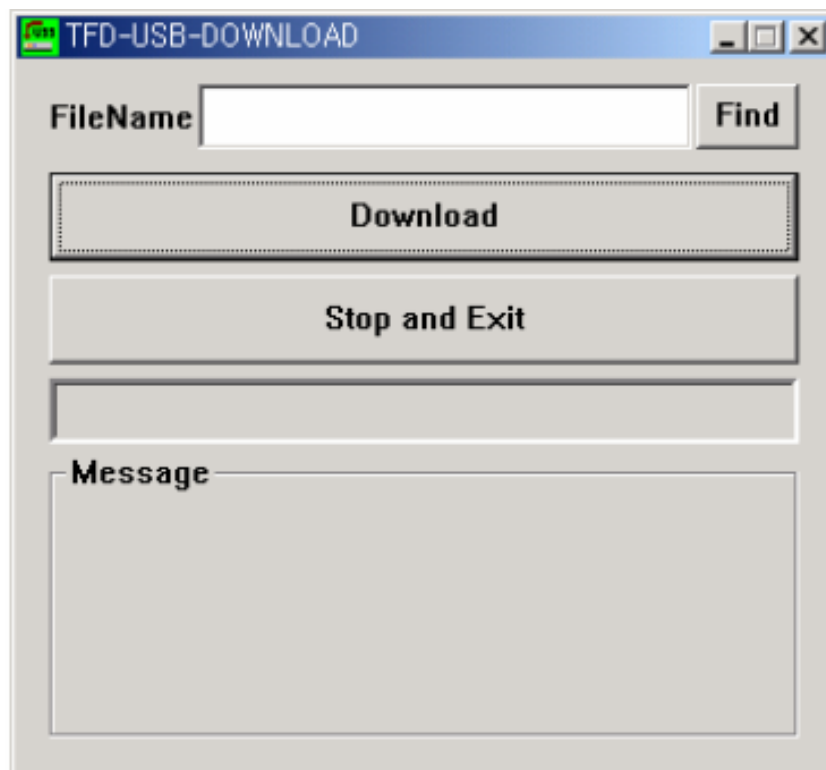 TFD-USB-DOWNLOAD
FileName
Find
Download
Stop and Exit
Message